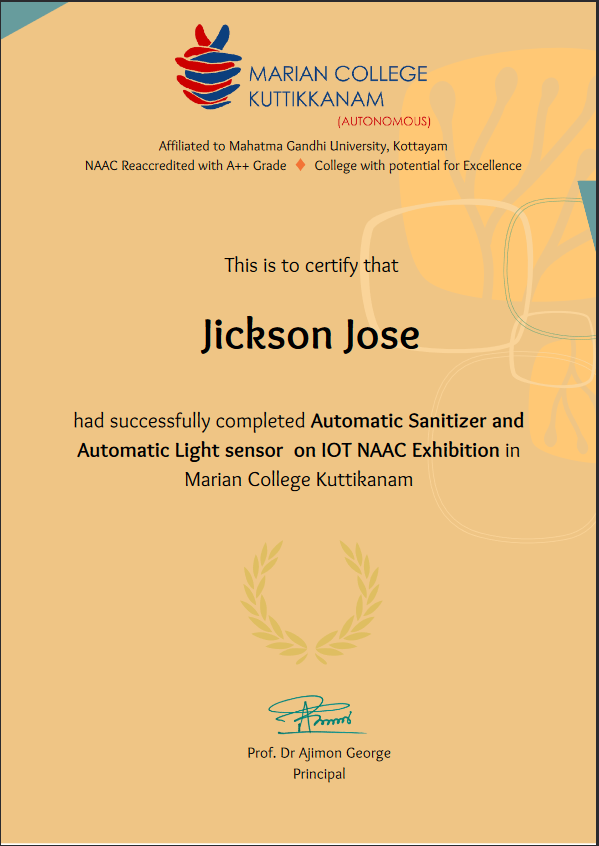 MARIAN COLLEGE
KUTTIKKANAM
(AUTONOMOUS)
Affiliated to Mahatma Gandhi University, Kottayam
NAAC Reaccredited with A++ Grade ♦ College with potential for Excellence
This is to certify that
Jickson Jose
had successfully completed Automatic Sanitizer and
Automatic Light sensor on IOT NAAC Exhibition in
Marian College Kuttikanam
Prof. Dr Ajimon George
Principal